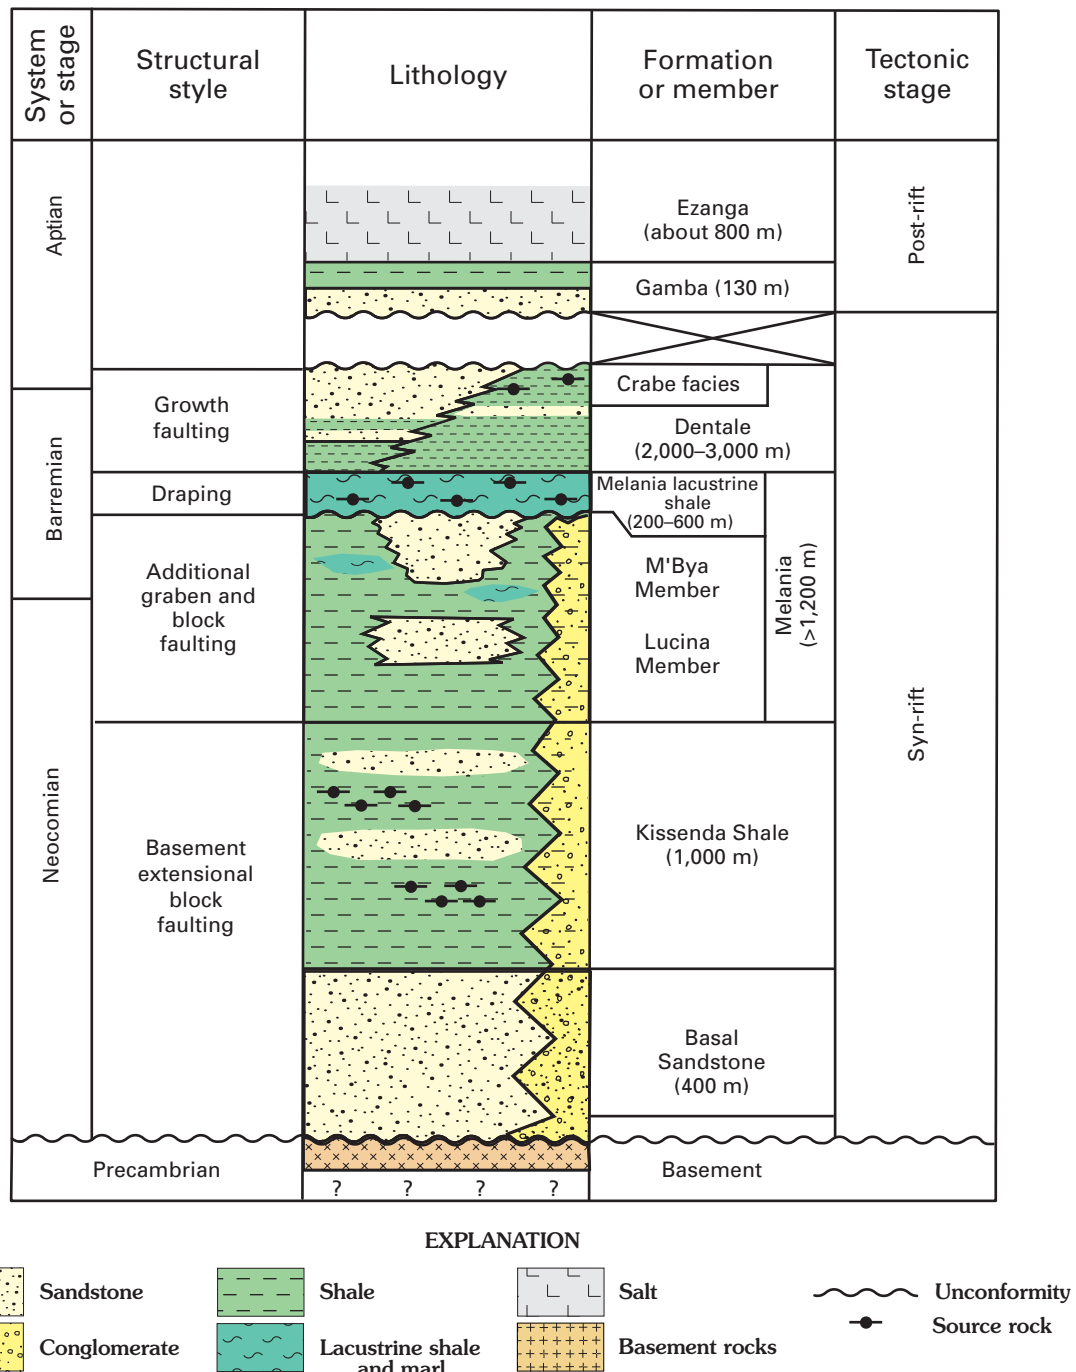 System
or stage
Structural
style
Lithology
Formation
or member
Tectonic
stage
Aptian
Ezanga
(about 800 m)
Post-rift
Gamba (130 m)
Barremian
Growth
faulting
Crabe facies
Dentale
(2,000–3,000 m)
Draping
Melania lacustrine
shale
(200–600 m)
Additional
graben and
block
faulting
M'Bya
Member
Lucina
Member
Melania
(>1,200 m)
Syn-rift
Neocomian
Basement
extensional
block
faulting
Kissenda Shale
(1,000 m)
Basal
Sandstone
(400 m)
Precambrian
Basement
? ? ? ?
EXPLANATION
Sandstone
Shale
Salt
Unconformity
Source rock
Conglomerate
Lacustrine shale
and marl
Basement rocks